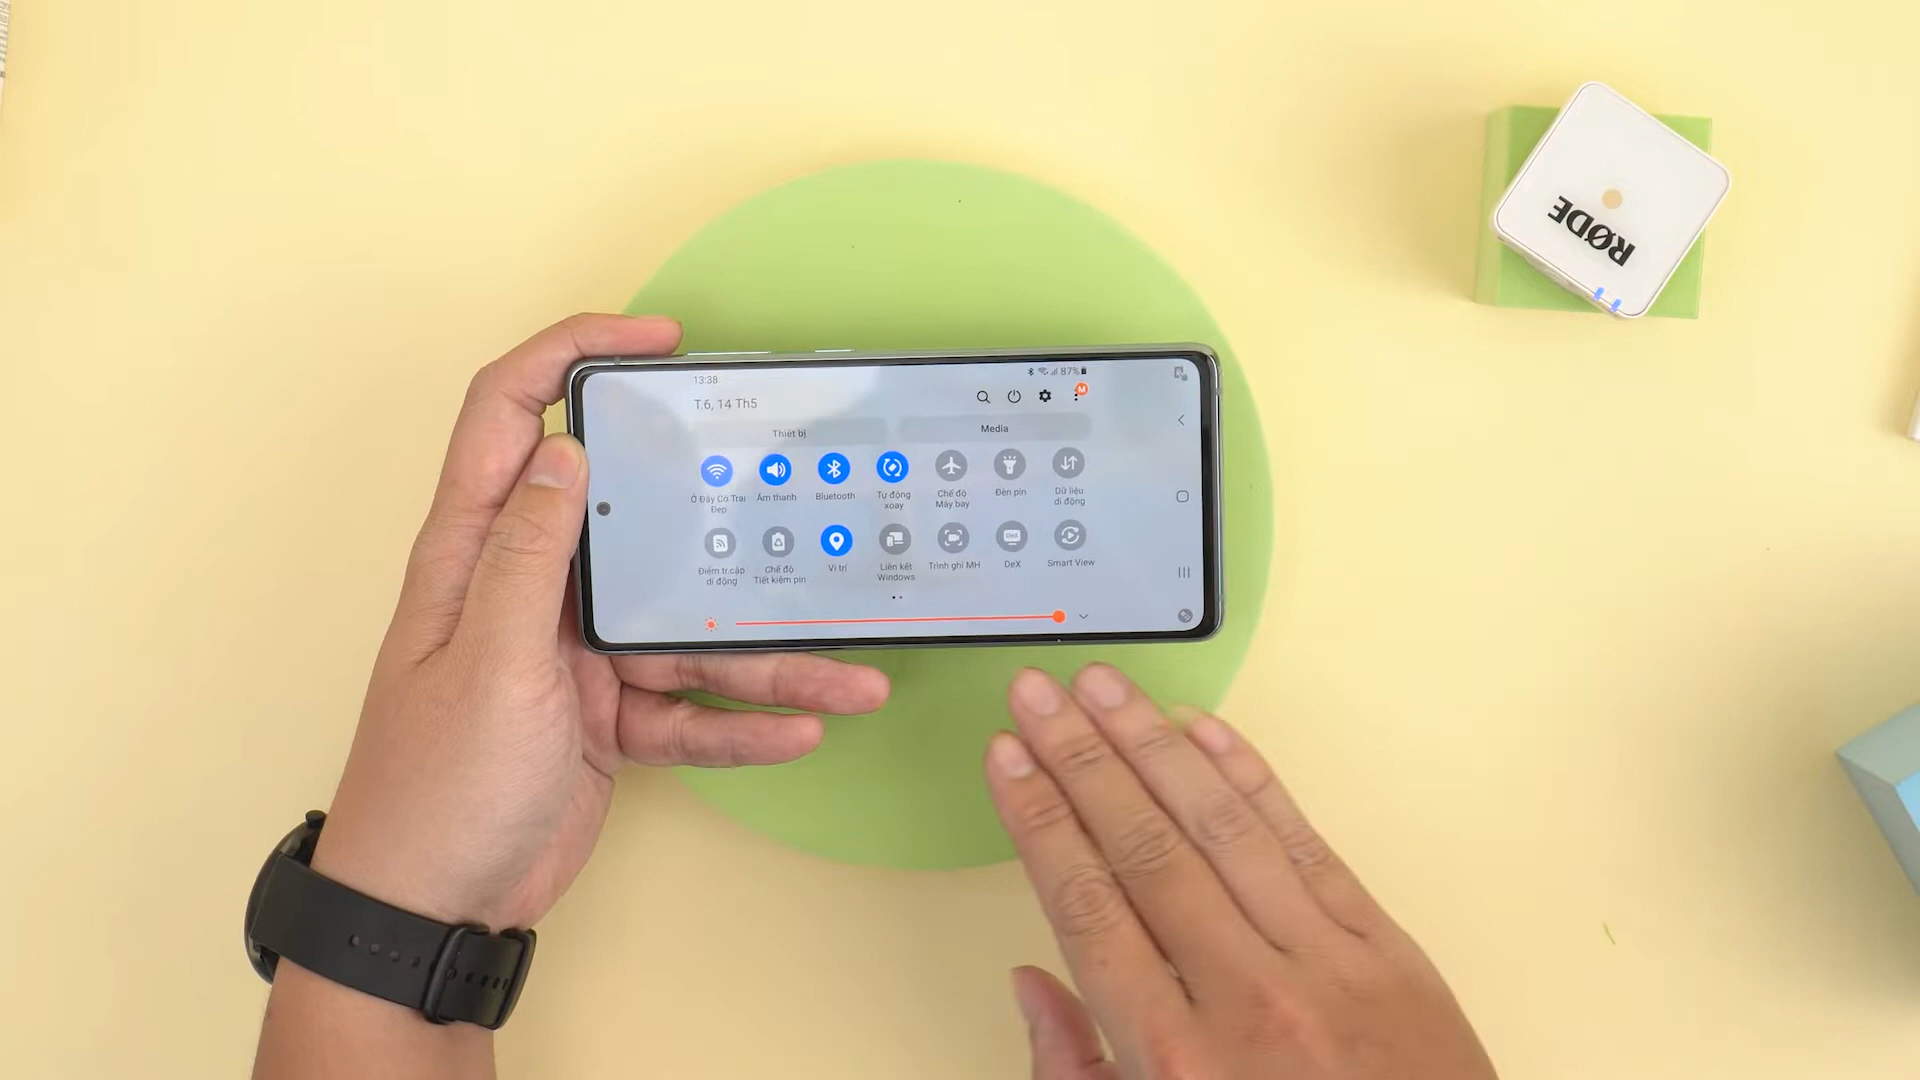 13:38
87%
T.6, 14 Th5
M
Thiết bị
Media
Ở Đây Có Trai Đẹp
Âm thanh
Bluetooth
Tự động xoay
Chế độ Máy bay
Đèn pin
Dữ liệu di động
Điểm tr.cập di động
Chế độ Tiết kiệm pin
Vị trí
Liên kết Windows
Trình ghi MH
DeX
DeX
Smart View
RØDE